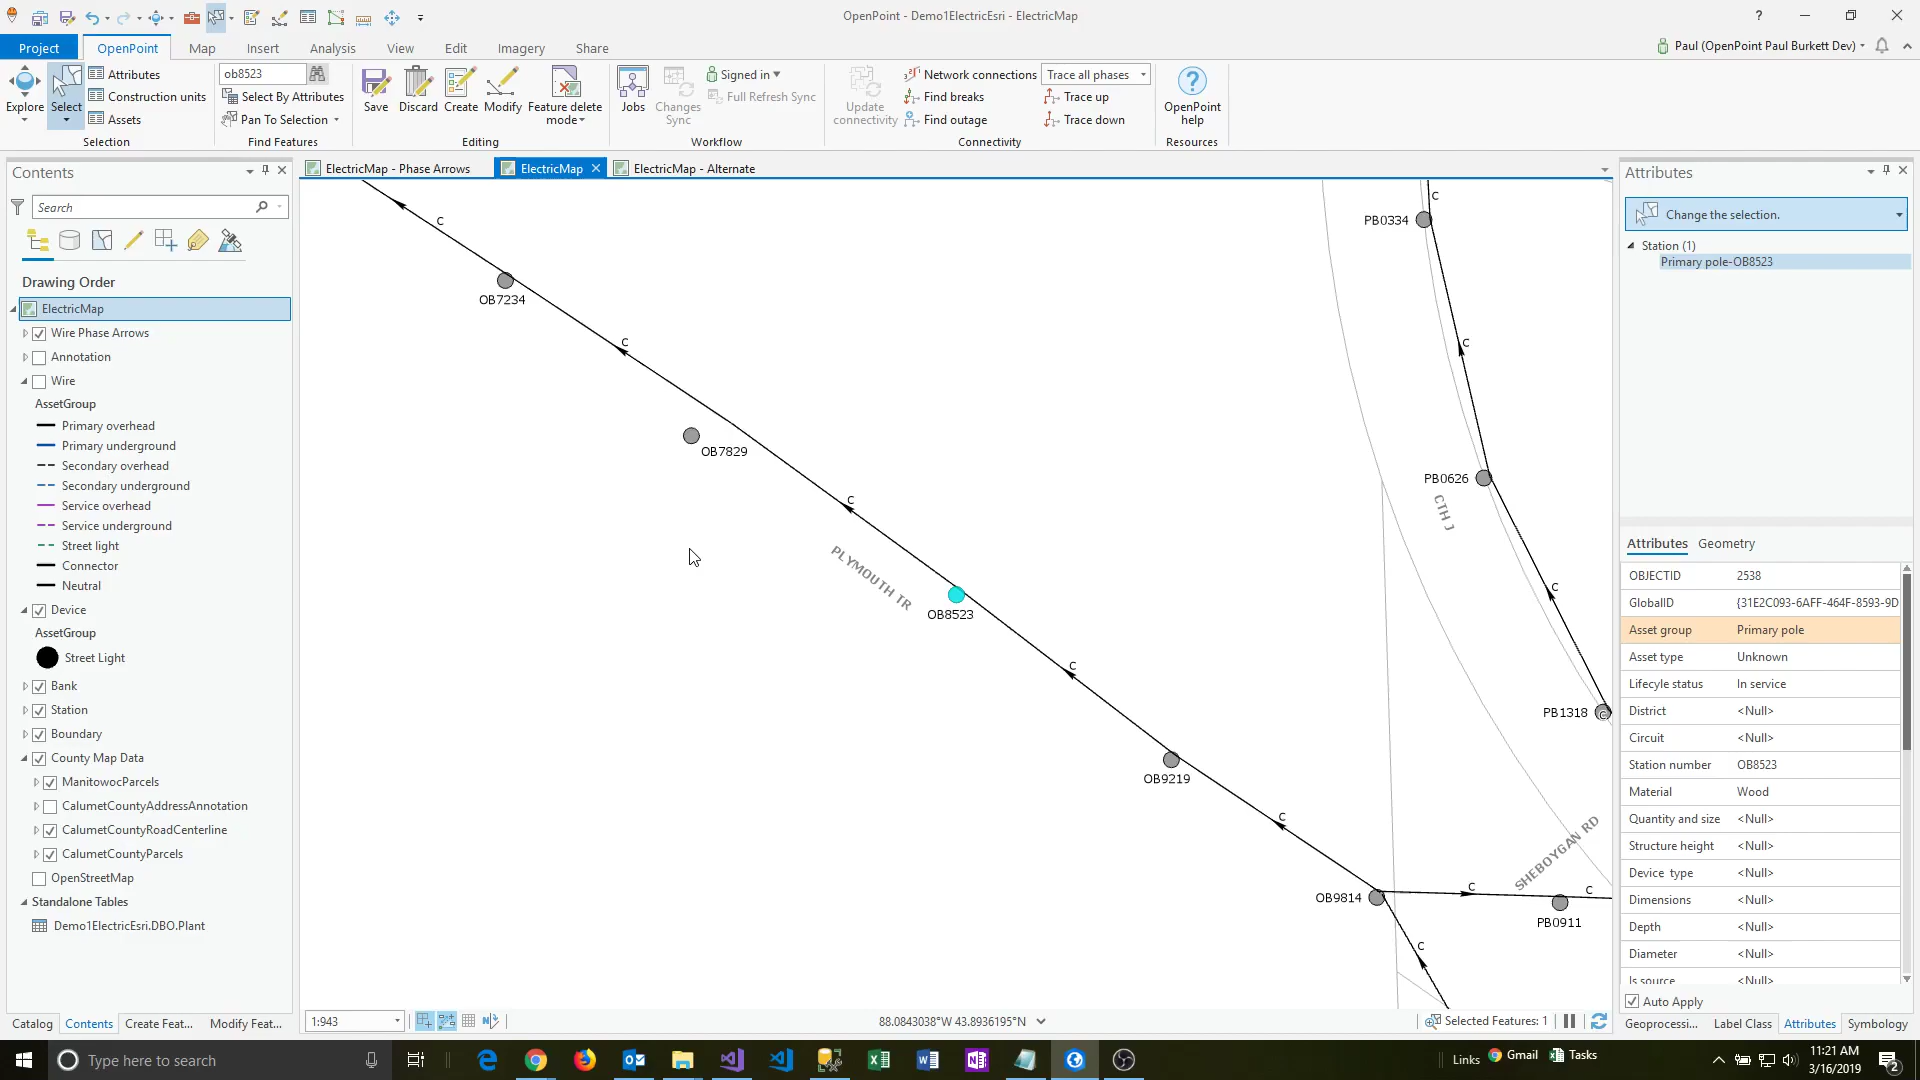 OpenPoint - Demo1ElectricEsri - ElectricMap
?
Project OpenPoint Map Insert Analysis View Edit Imagery Share
Paul (OpenPoint Paul Burkett Dev)
Explore
Select
Attributes
Construction units
Assets
Selection
ob8523
Select By Attributes
Pan To Selection
Find Features
Save
Discard
Create
Modify
Feature delete
mode
Editing
Jobs
Changes
Sync
Signed in
Full Refresh Sync
Workflow
Update
connectivity
Network connections
Find breaks
Find outage
Trace all phases
Trace up
Trace down
Connectivity
OpenPoint
help
Resources
Contents
Search
Drawing Order
ElectricMap
Wire Phase Arrows
Annotation
Wire
AssetGroup
Primary overhead
Primary underground
Secondary overhead
Secondary underground
Service overhead
Service underground
Street light
Connector
Neutral
Device
AssetGroup
Street Light
Bank
Station
Boundary
County Map Data
ManitowocParcels
CalumetCountyAddressAnnotation
CalumetCountyRoadCenterline
CalumetCountyParcels
OpenStreetMap
Standalone Tables
Demo1ElectricEsri.DBO.Plant
Catalog Contents Create Feat... Modify Feat...
ElectricMap - Phase Arrows
ElectricMap
ElectricMap - Alternate
C
C
PB0334
OB7234
C
C
OB7829
PB0626
C
CTH J
PLYMOUTH TR
C
OB8523
C
PB1318
C
OB9219
C
SHEBOYGAN RD
OB9814
C
C
PB0911
C
1:943
88.0843038°W 43.8936195°N
Selected Features: 1
Attributes
Change the selection.
Station (1)
Primary pole-OB8523
Attributes Geometry
OBJECTID 2538
GlobalID {31E2C093-6AFF-464F-8593-9D
Asset group Primary pole
Asset type Unknown
Lifecyle status In service
District <Null>
Circuit <Null>
Station number OB8523
Material Wood
Quantity and size <Null>
Structure height <Null>
Device type <Null>
Dimensions <Null>
Depth <Null>
Diameter <Null>
Is source <Null>
Auto Apply
Geoprocessi... Label Class Attributes Symbology
Type here to search
Links Gmail Tasks
11:21 AM
3/16/2019
2